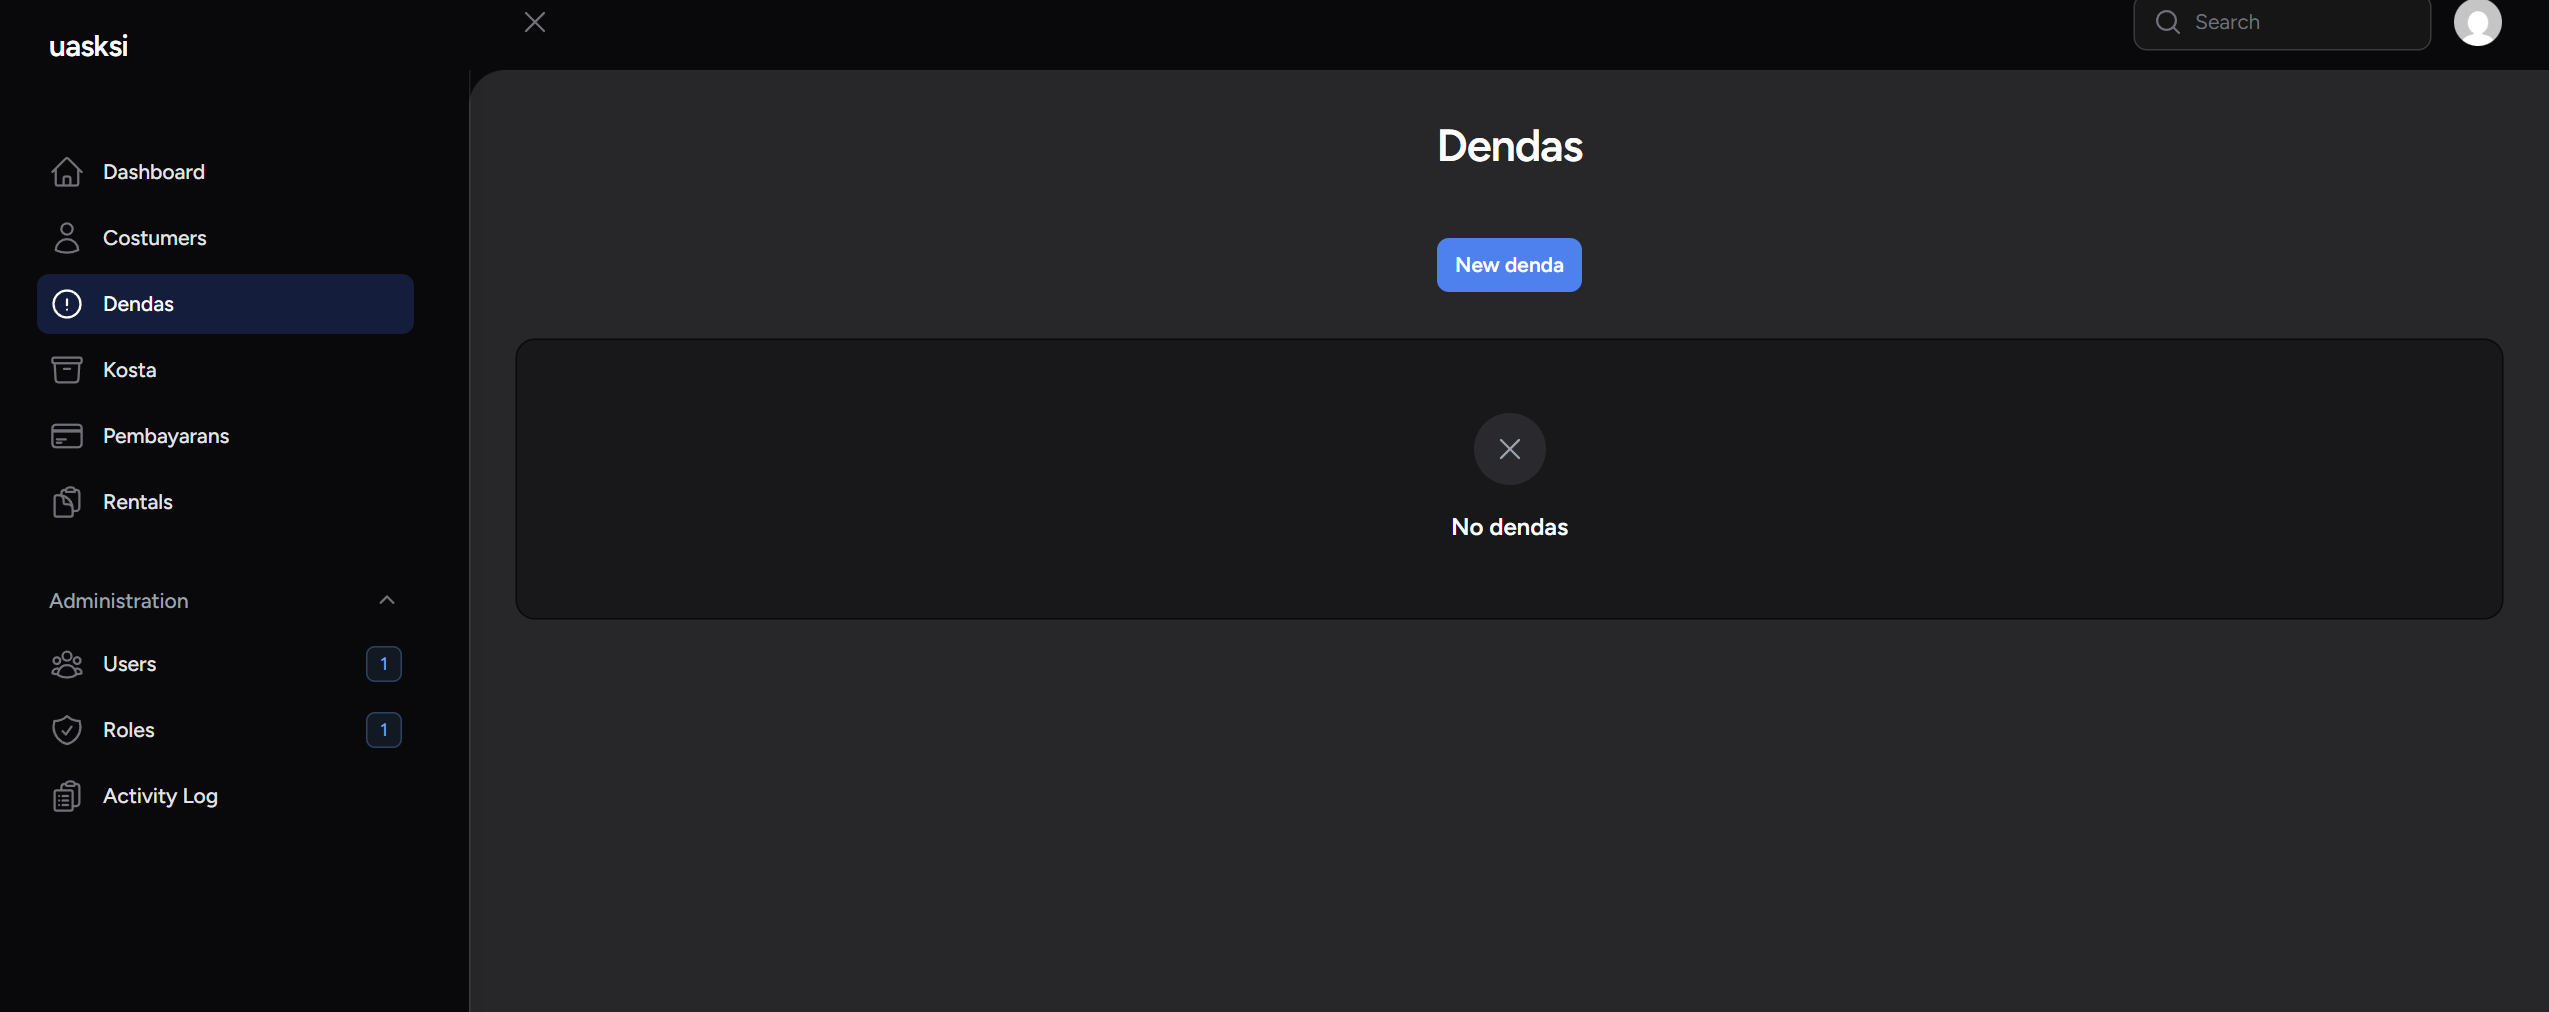 uasksi
Search
Dashboard
Costumers
Dendas
Kosta
Pembayarans
Rentals
Administration
Users 1
Roles 1
Activity Log
Dendas
New denda
No dendas